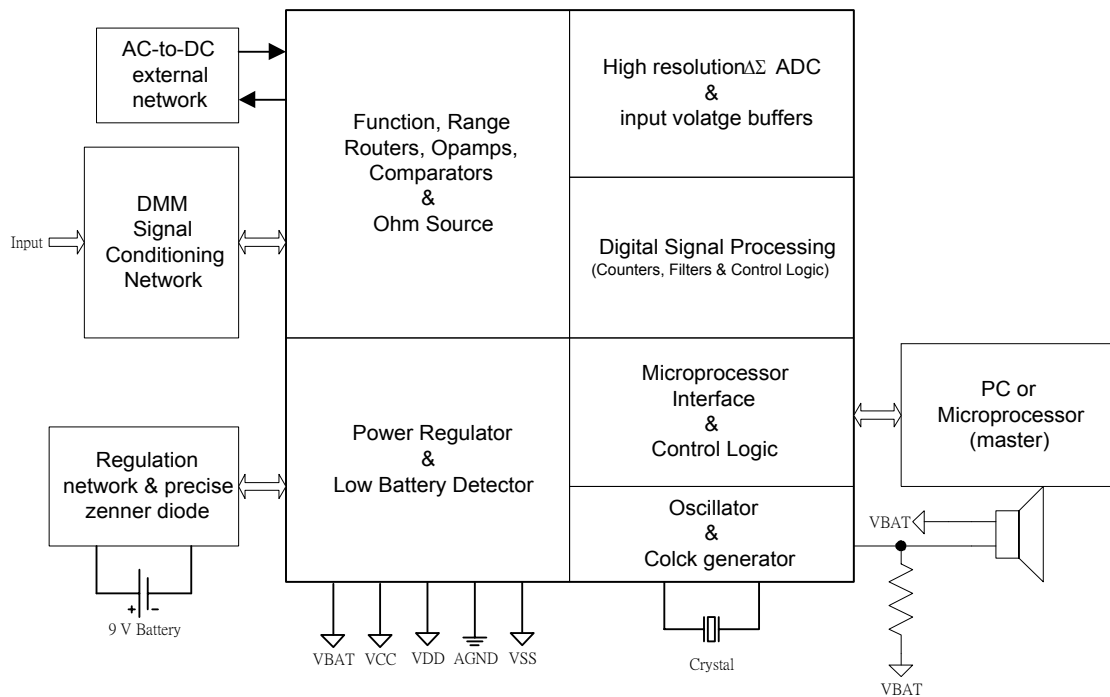 AC-to-DC
external
network
DMM
Signal
Conditioning
Network
Input
Regulation
network & precise
zenner diode
9 V Battery
+
-
Function, Range
Routers, Opamps,
Comparators
&
Ohm Source
High resolutionΔΣ ADC
&
input volatge buffers
Digital Signal Processing
(Counters, Filters & Control Logic)
Power Regulator
&
Low Battery Detector
Microprocessor
Interface
&
Control Logic
Oscillator
&
Colck generator
PC or
Microprocessor
(master)
VBAT
VBAT
VBAT
VCC
VDD
AGND
VSS
Crystal